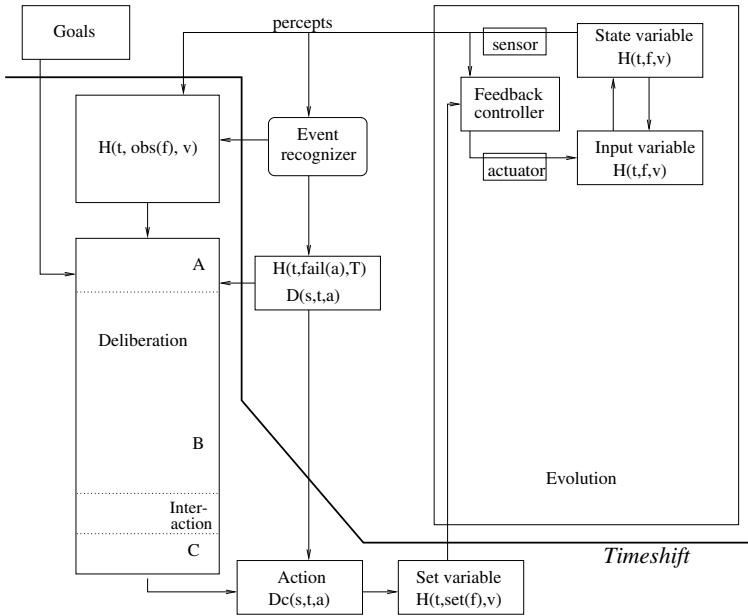 Goals
percepts
sensor
State variable
H(t,f,v)
Feedback
controller
H(t, obs(f), v)
Event
recognizer
Input variable
H(t,f,v)
actuator
A
H(t,fail(a),T)
D(s,t,a)
Deliberation
B
Evolution
Inter-
action
C
Timeshift
Action
Dc(s,t,a)
Set variable
H(t,set(f),v)